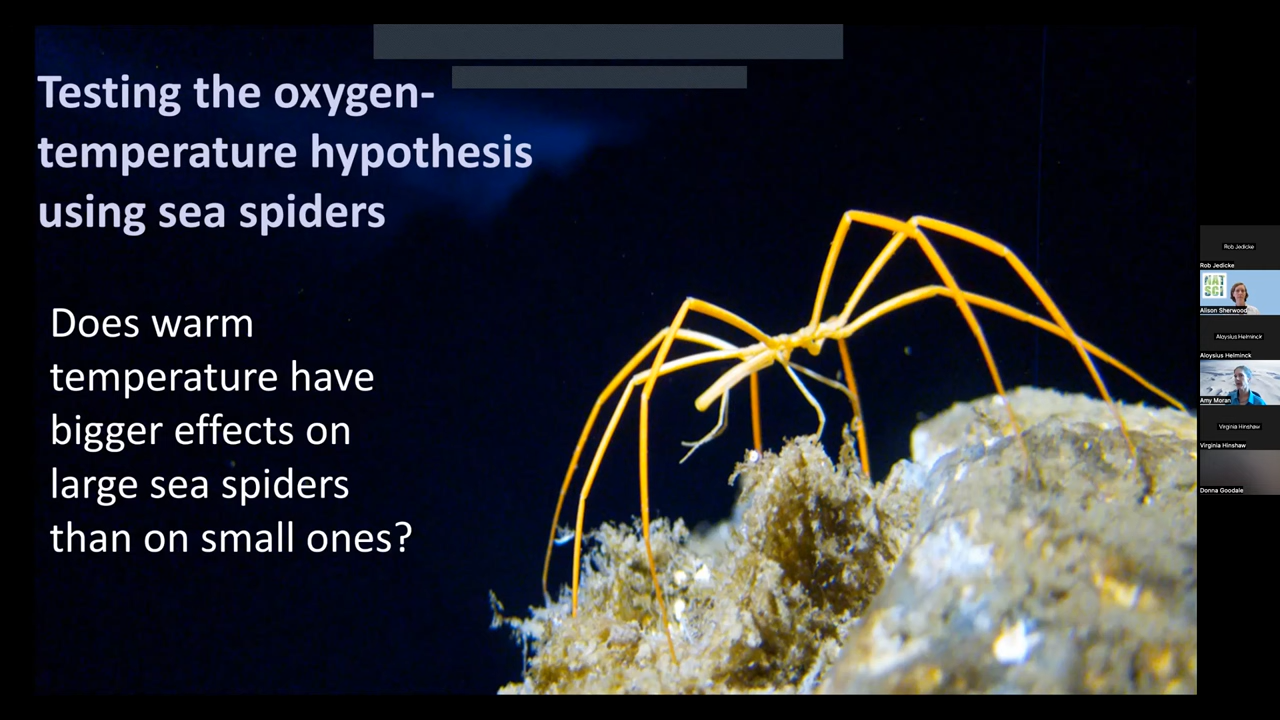 Testing the oxygen-
temperature hypothesis
using sea spiders
Does warm
temperature have
bigger effects on
large sea spiders
than on small ones?
Rob Jedicke
Rob Jedicke
NAT
SCI
Alison Sherwood
Aloysius Helminck
Aloysius Helminck
Amy Moran
Virginia Hinshaw
Virginia Hinshaw
Donna Goodale